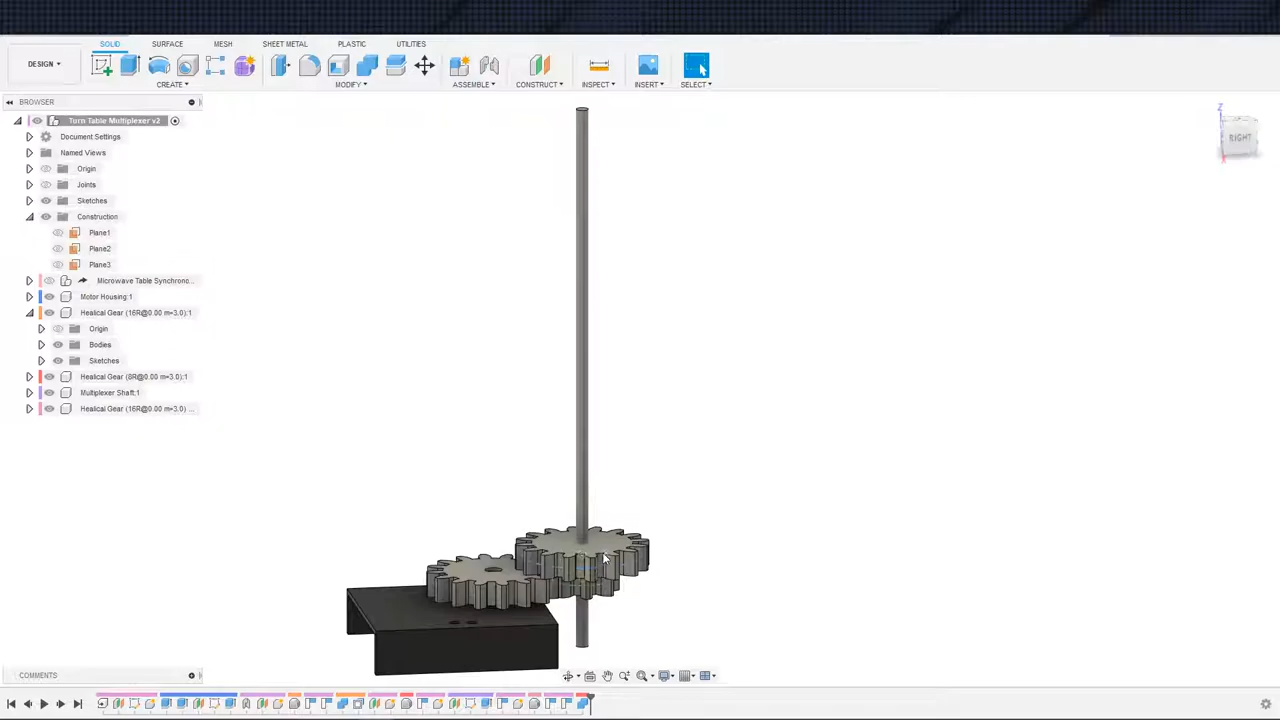 SOLID SURFACE MESH SHEET METAL PLASTIC UTILITIES
DESIGN
CREATE MODIFY ASSEMBLE CONSTRUCT INSPECT INSERT SELECT
BROWSER
Turn Table Multiplexer v2
Document Settings
Named Views
Origin
Joints
Sketches
Construction
Plane1
Plane2
Plane3
Microwave Table Synchrono...
Motor Housing:1
Healical Gear (16R@0.00 m=3.0):1
Origin
Bodies
Sketches
Healical Gear (8R@0.00 m=3.0):1
Multiplexer Shaft:1
Healical Gear (16R@0.00 m=3.0) ...
Z
RIGHT
X
COMMENTS